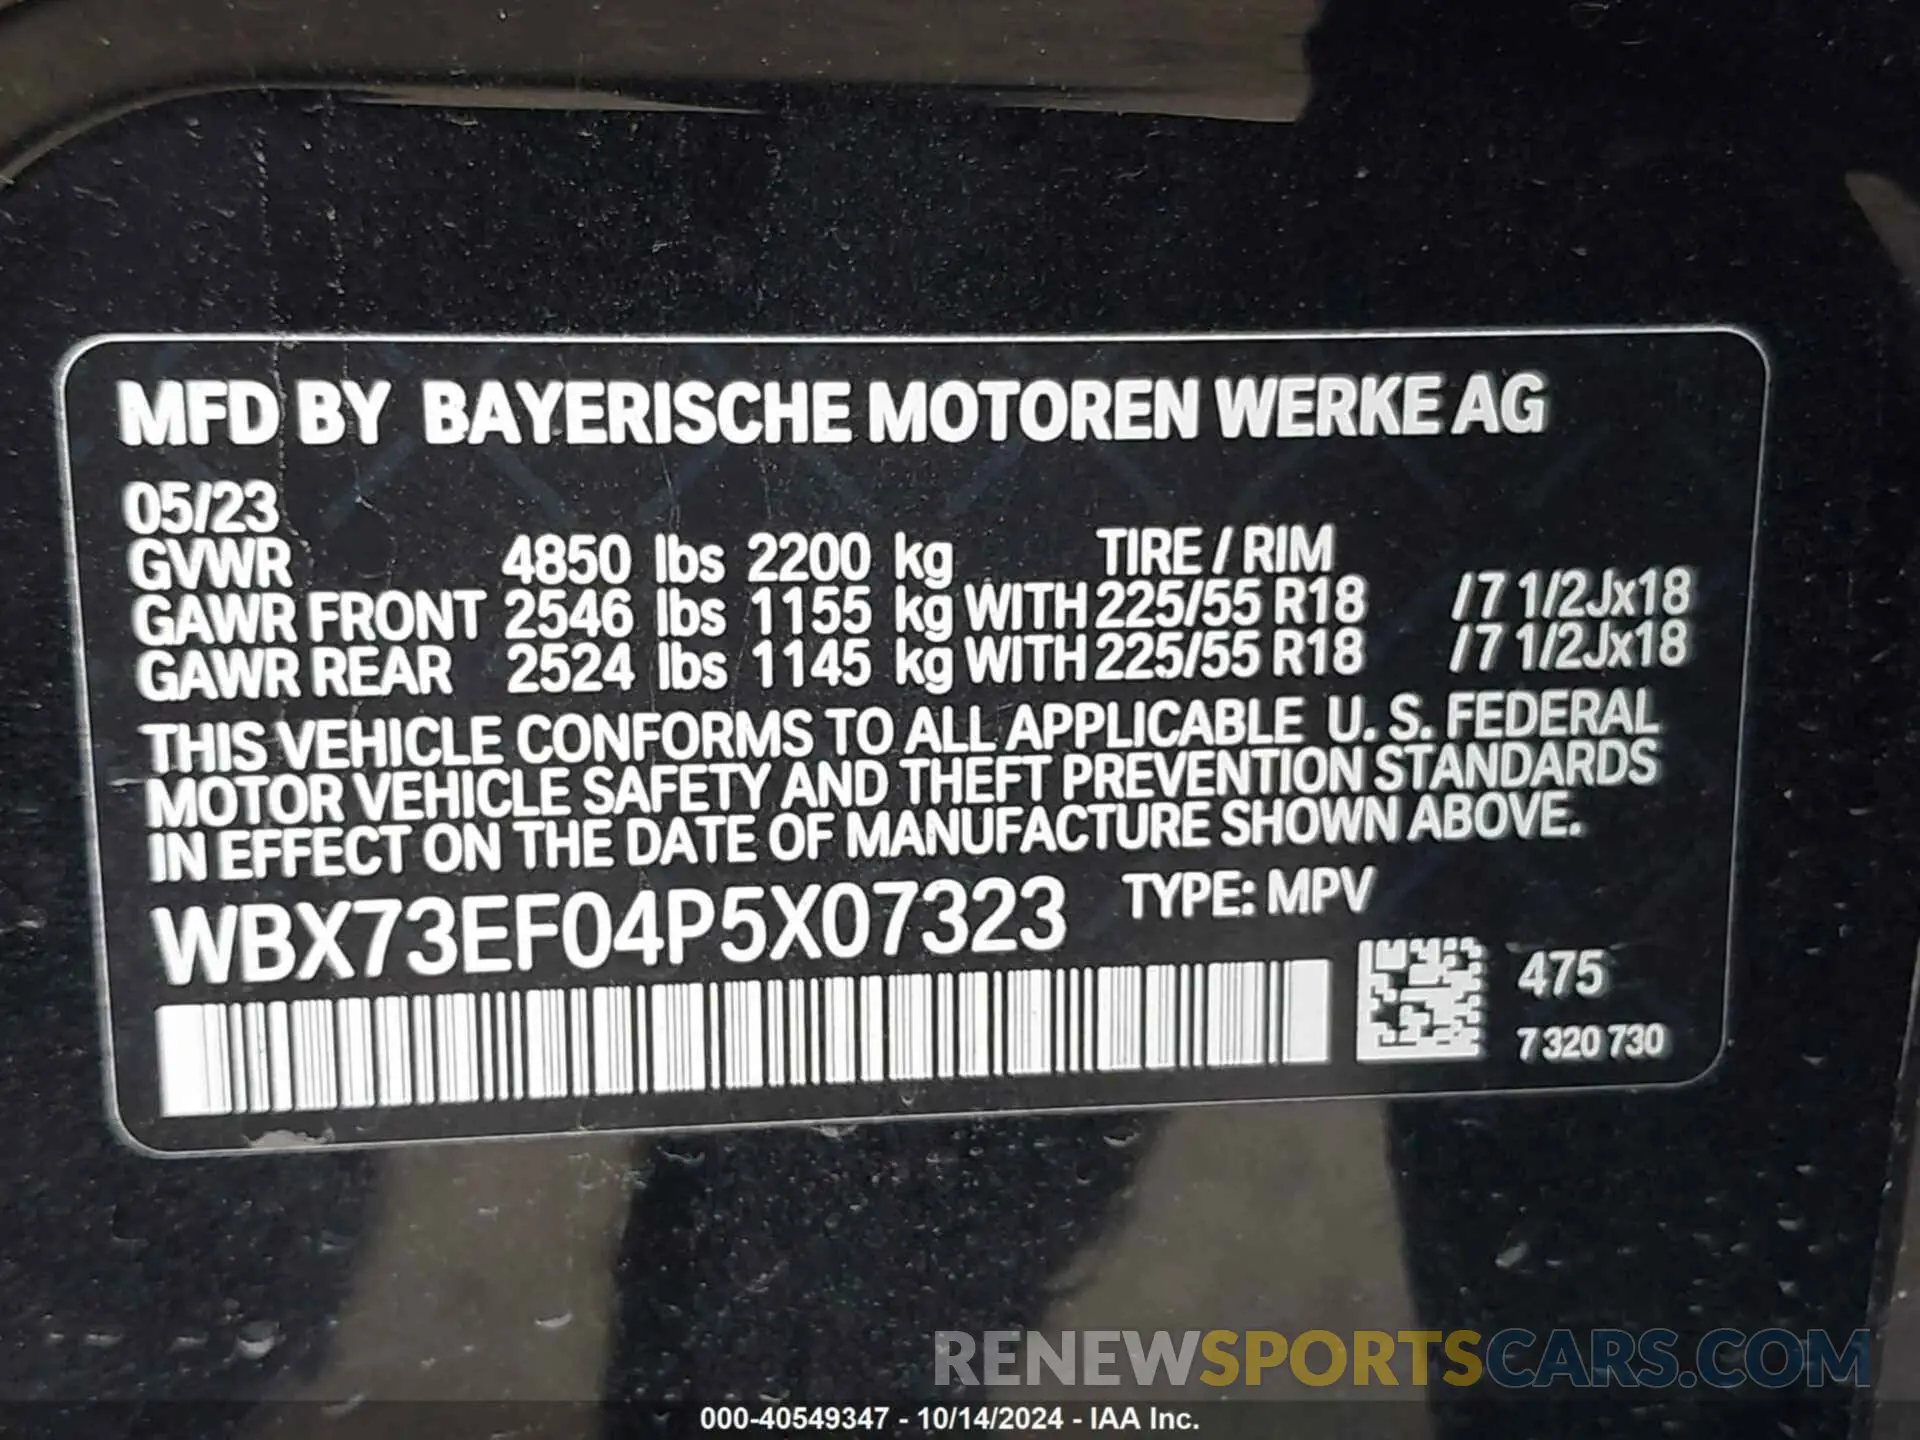 MFD BY BAYERISCHE MOTOREN WERKE AG
05/23
GVWR 4850 lbs 2200 kg TIRE / RIM
GAWR FRONT 2546 lbs 1155 kg WITH 225/55 R18 /7 1/2Jx18
GAWR REAR 2524 lbs 1145 kg WITH 225/55 R18 /7 1/2Jx18
THIS VEHICLE CONFORMS TO ALL APPLICABLE U. S. FEDERAL
MOTOR VEHICLE SAFETY AND THEFT PREVENTION STANDARDS
IN EFFECT ON THE DATE OF MANUFACTURE SHOWN ABOVE.
WBX73EF04P5X07323 TYPE: MPV
475
7 320 730
RENEWSPORTSCARS.COM
000-40549347 - 10/14/2024 - IAA Inc.